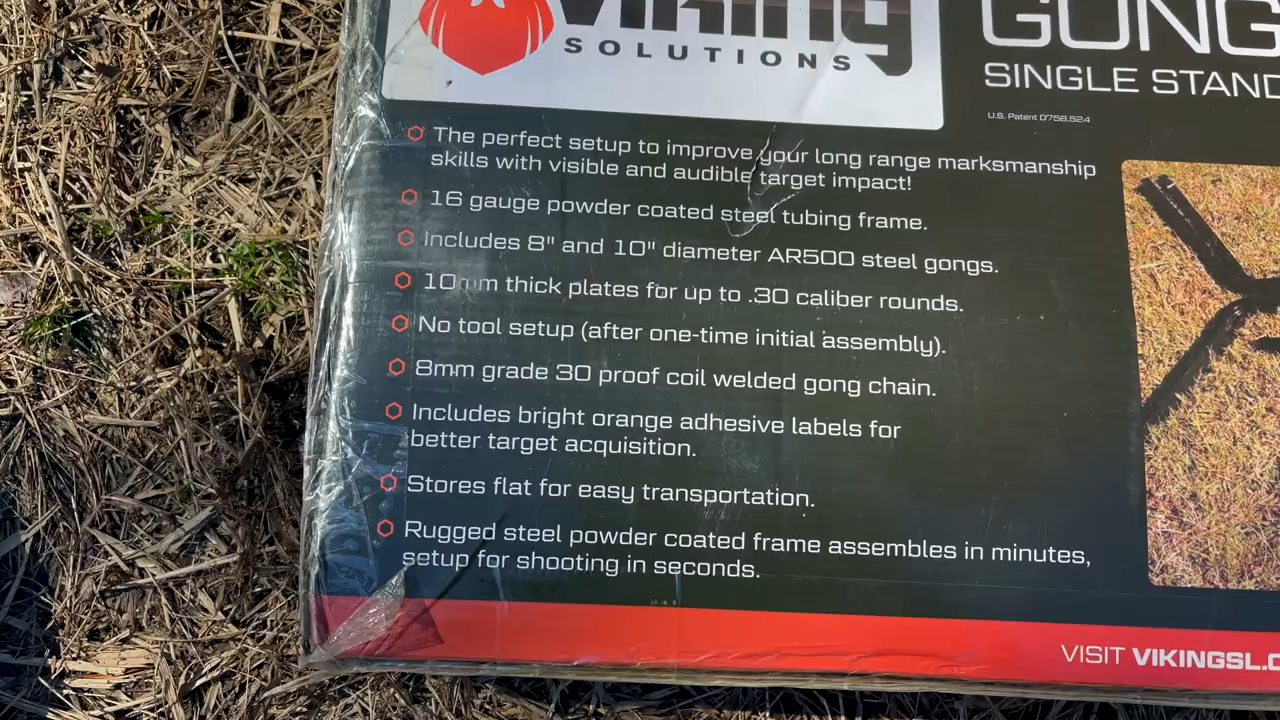 viking
SOLUTIONS
GONG
SINGLE STAND
U.S. Patent D758,524
The perfect setup to improve your long range marksmanship
skills with visible and audible target impact!
16 gauge powder coated steel tubing frame.
Includes 8" and 10" diameter AR500 steel gongs.
10mm thick plates for up to .30 caliber rounds.
No tool setup (after one-time initial assembly).
8mm grade 30 proof coil welded gong chain.
Includes bright orange adhesive labels for
better target acquisition.
Stores flat for easy transportation.
Rugged steel powder coated frame assembles in minutes,
setup for shooting in seconds.
VISIT VIKINGSL.C